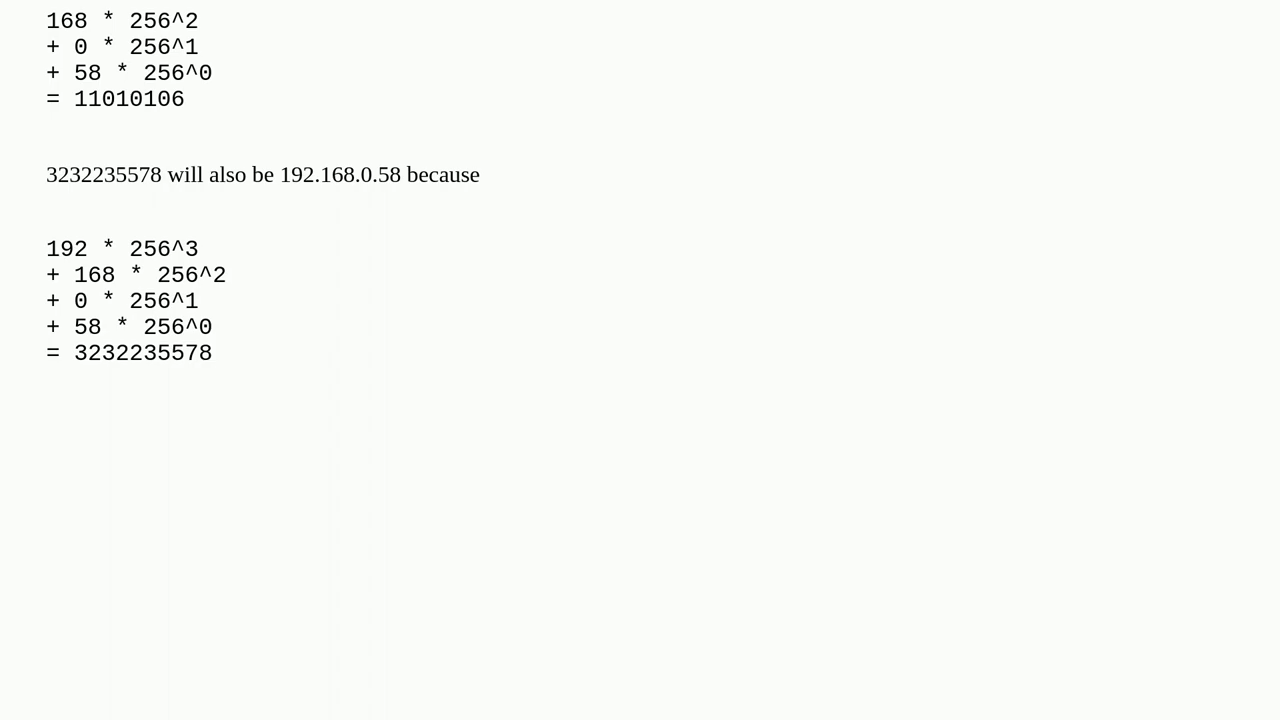 168 * 256^2
+ 0 * 256^1
+ 58 * 256^0
= 11010106
3232235578 will also be 192.168.0.58 because
192 * 256^3
+ 168 * 256^2
+ 0 * 256^1
+ 58 * 256^0
= 3232235578